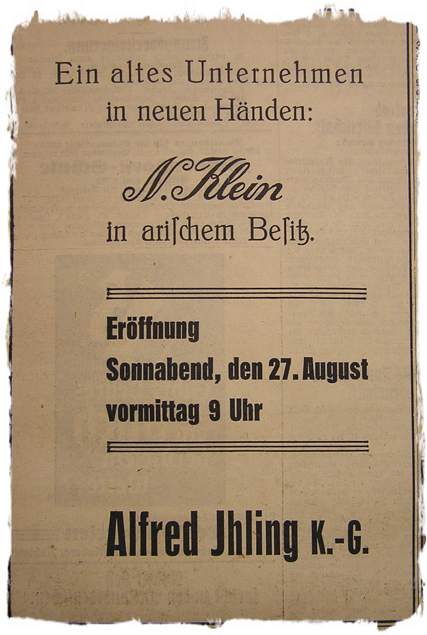 Ein altes Unternehmen
in neuen Händen:
N. Klein
in ariſchem Beſitz.
Eröffnung
Sonnabend, den 27. August
vormittag 9 Uhr
Alfred Jhling K.-G.